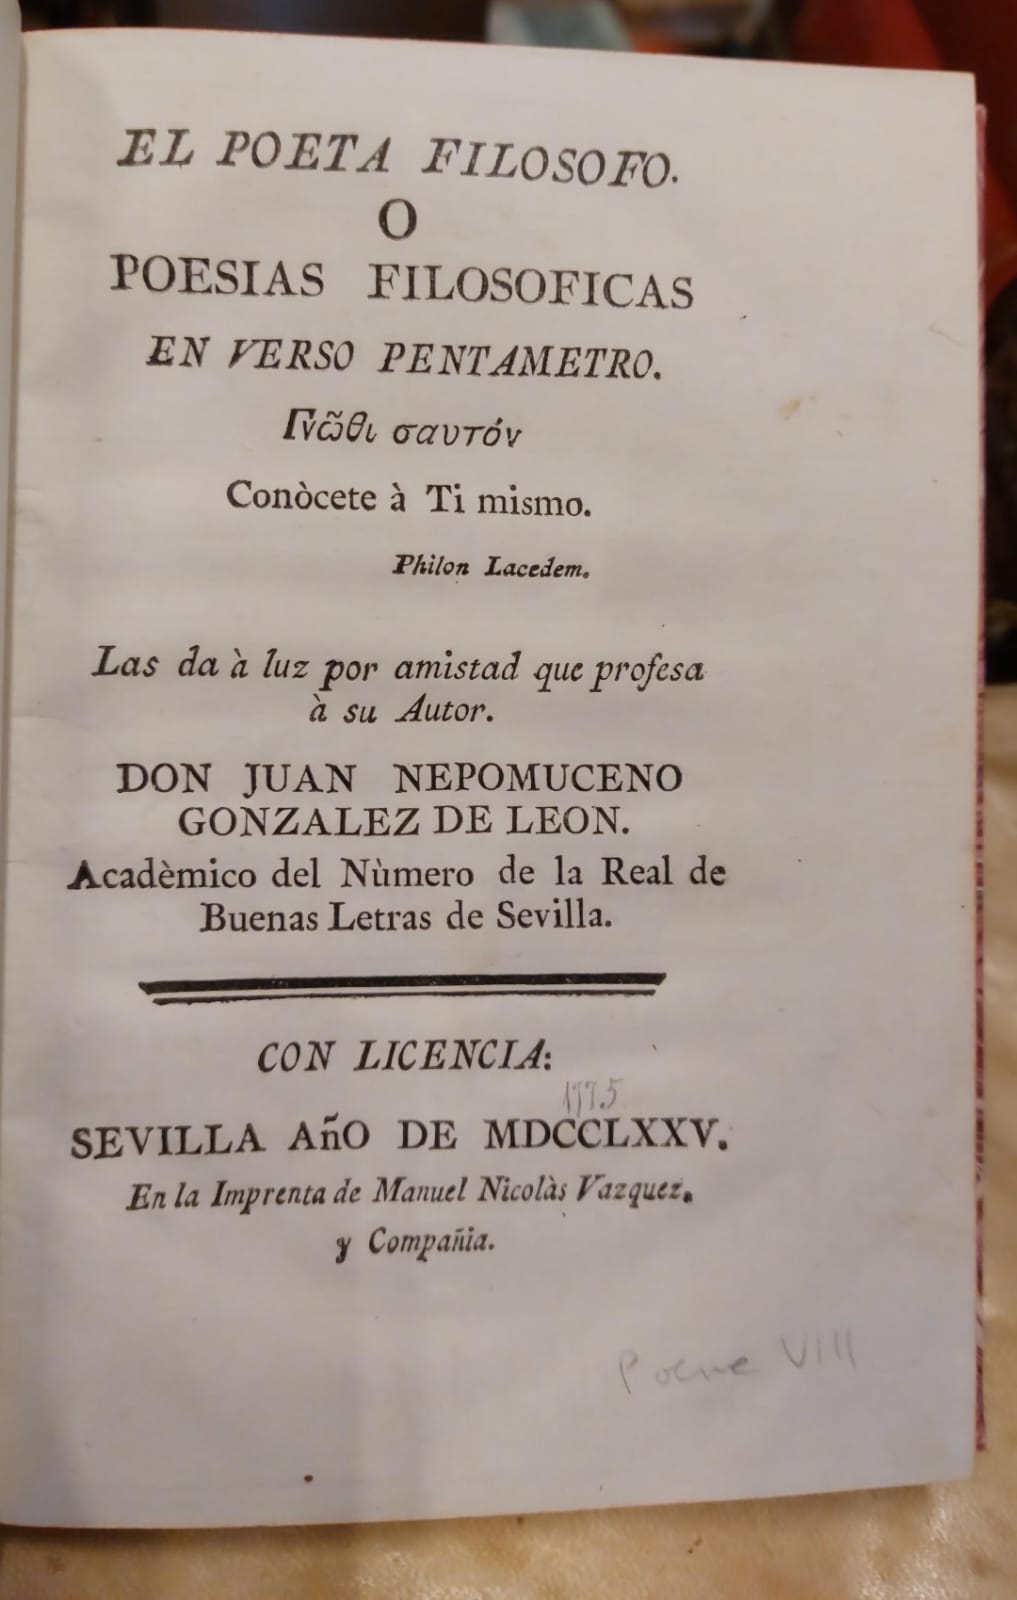 EL POETA FILOSOFO.
O
POESIAS FILOSOFICAS
EN VERSO PENTAMETRO.
Γνῶθι σαυτόν
Conòcete à Ti mismo.
Philon Lacedem.
Las da à luz por amistad que profesa
à su Autor.
DON JUAN NEPOMUCENO
GONZALEZ DE LEON.
Acadèmico del Nùmero de la Real de
Buenas Letras de Sevilla.
CON LICENCIA:
1775
SEVILLA AñO DE MDCCLXXV.
En la Imprenta de Manuel Nicolàs Vazquez,
y Compañia.
VIII